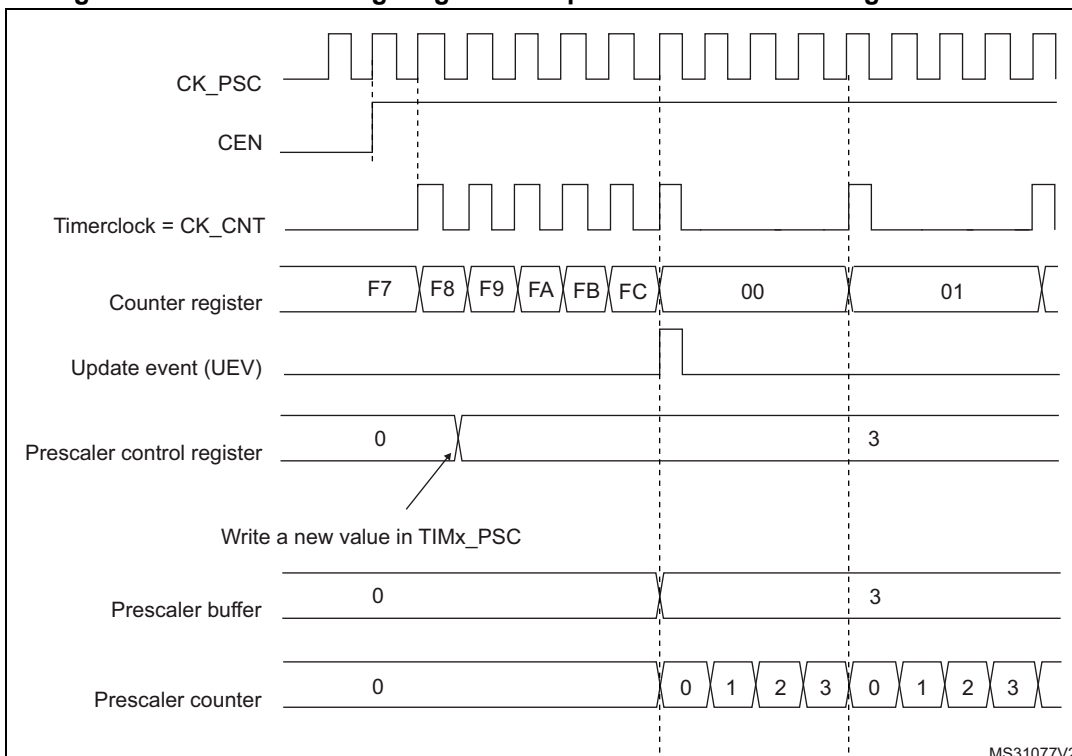 CK_PSC
CEN
Timerclock = CK_CNT
Counter register
F7 F8 F9 FA FB FC 00 01
Update event (UEV)
Prescaler control register
0 3
Write a new value in TIMx_PSC
Prescaler buffer
0 3
Prescaler counter
0 0 1 2 3 0 1 2 3